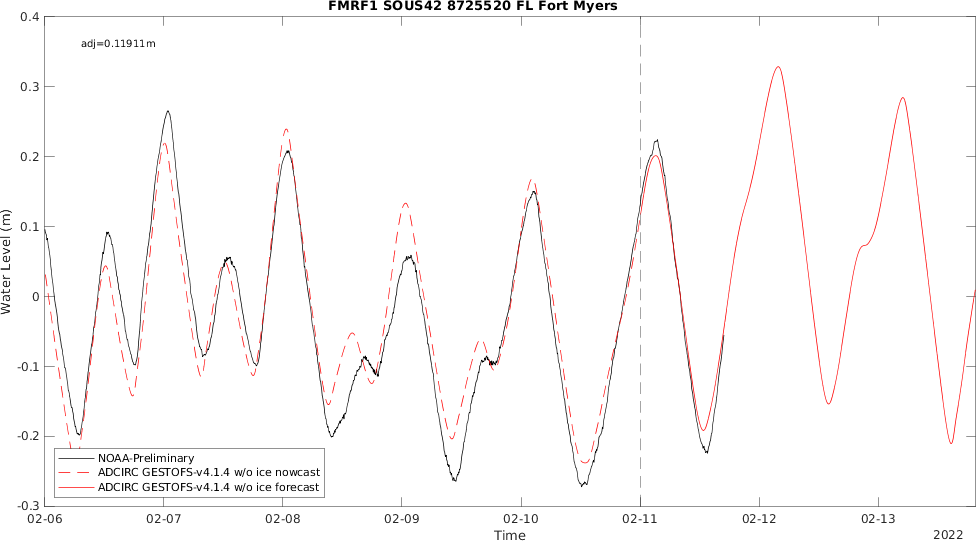 FMRF1 SOUS42 8725520 FL Fort Myers
adj=0.11911m
0.4
0.3
0.2
0.1
0
-0.1
-0.2
-0.3
Water Level (m)
NOAA-Preliminary
ADCIRC GESTOFS-v4.1.4 w/o ice nowcast
ADCIRC GESTOFS-v4.1.4 w/o ice forecast
02-06 02-07 02-08 02-09 02-10 02-11 02-12 02-13
Time
2022